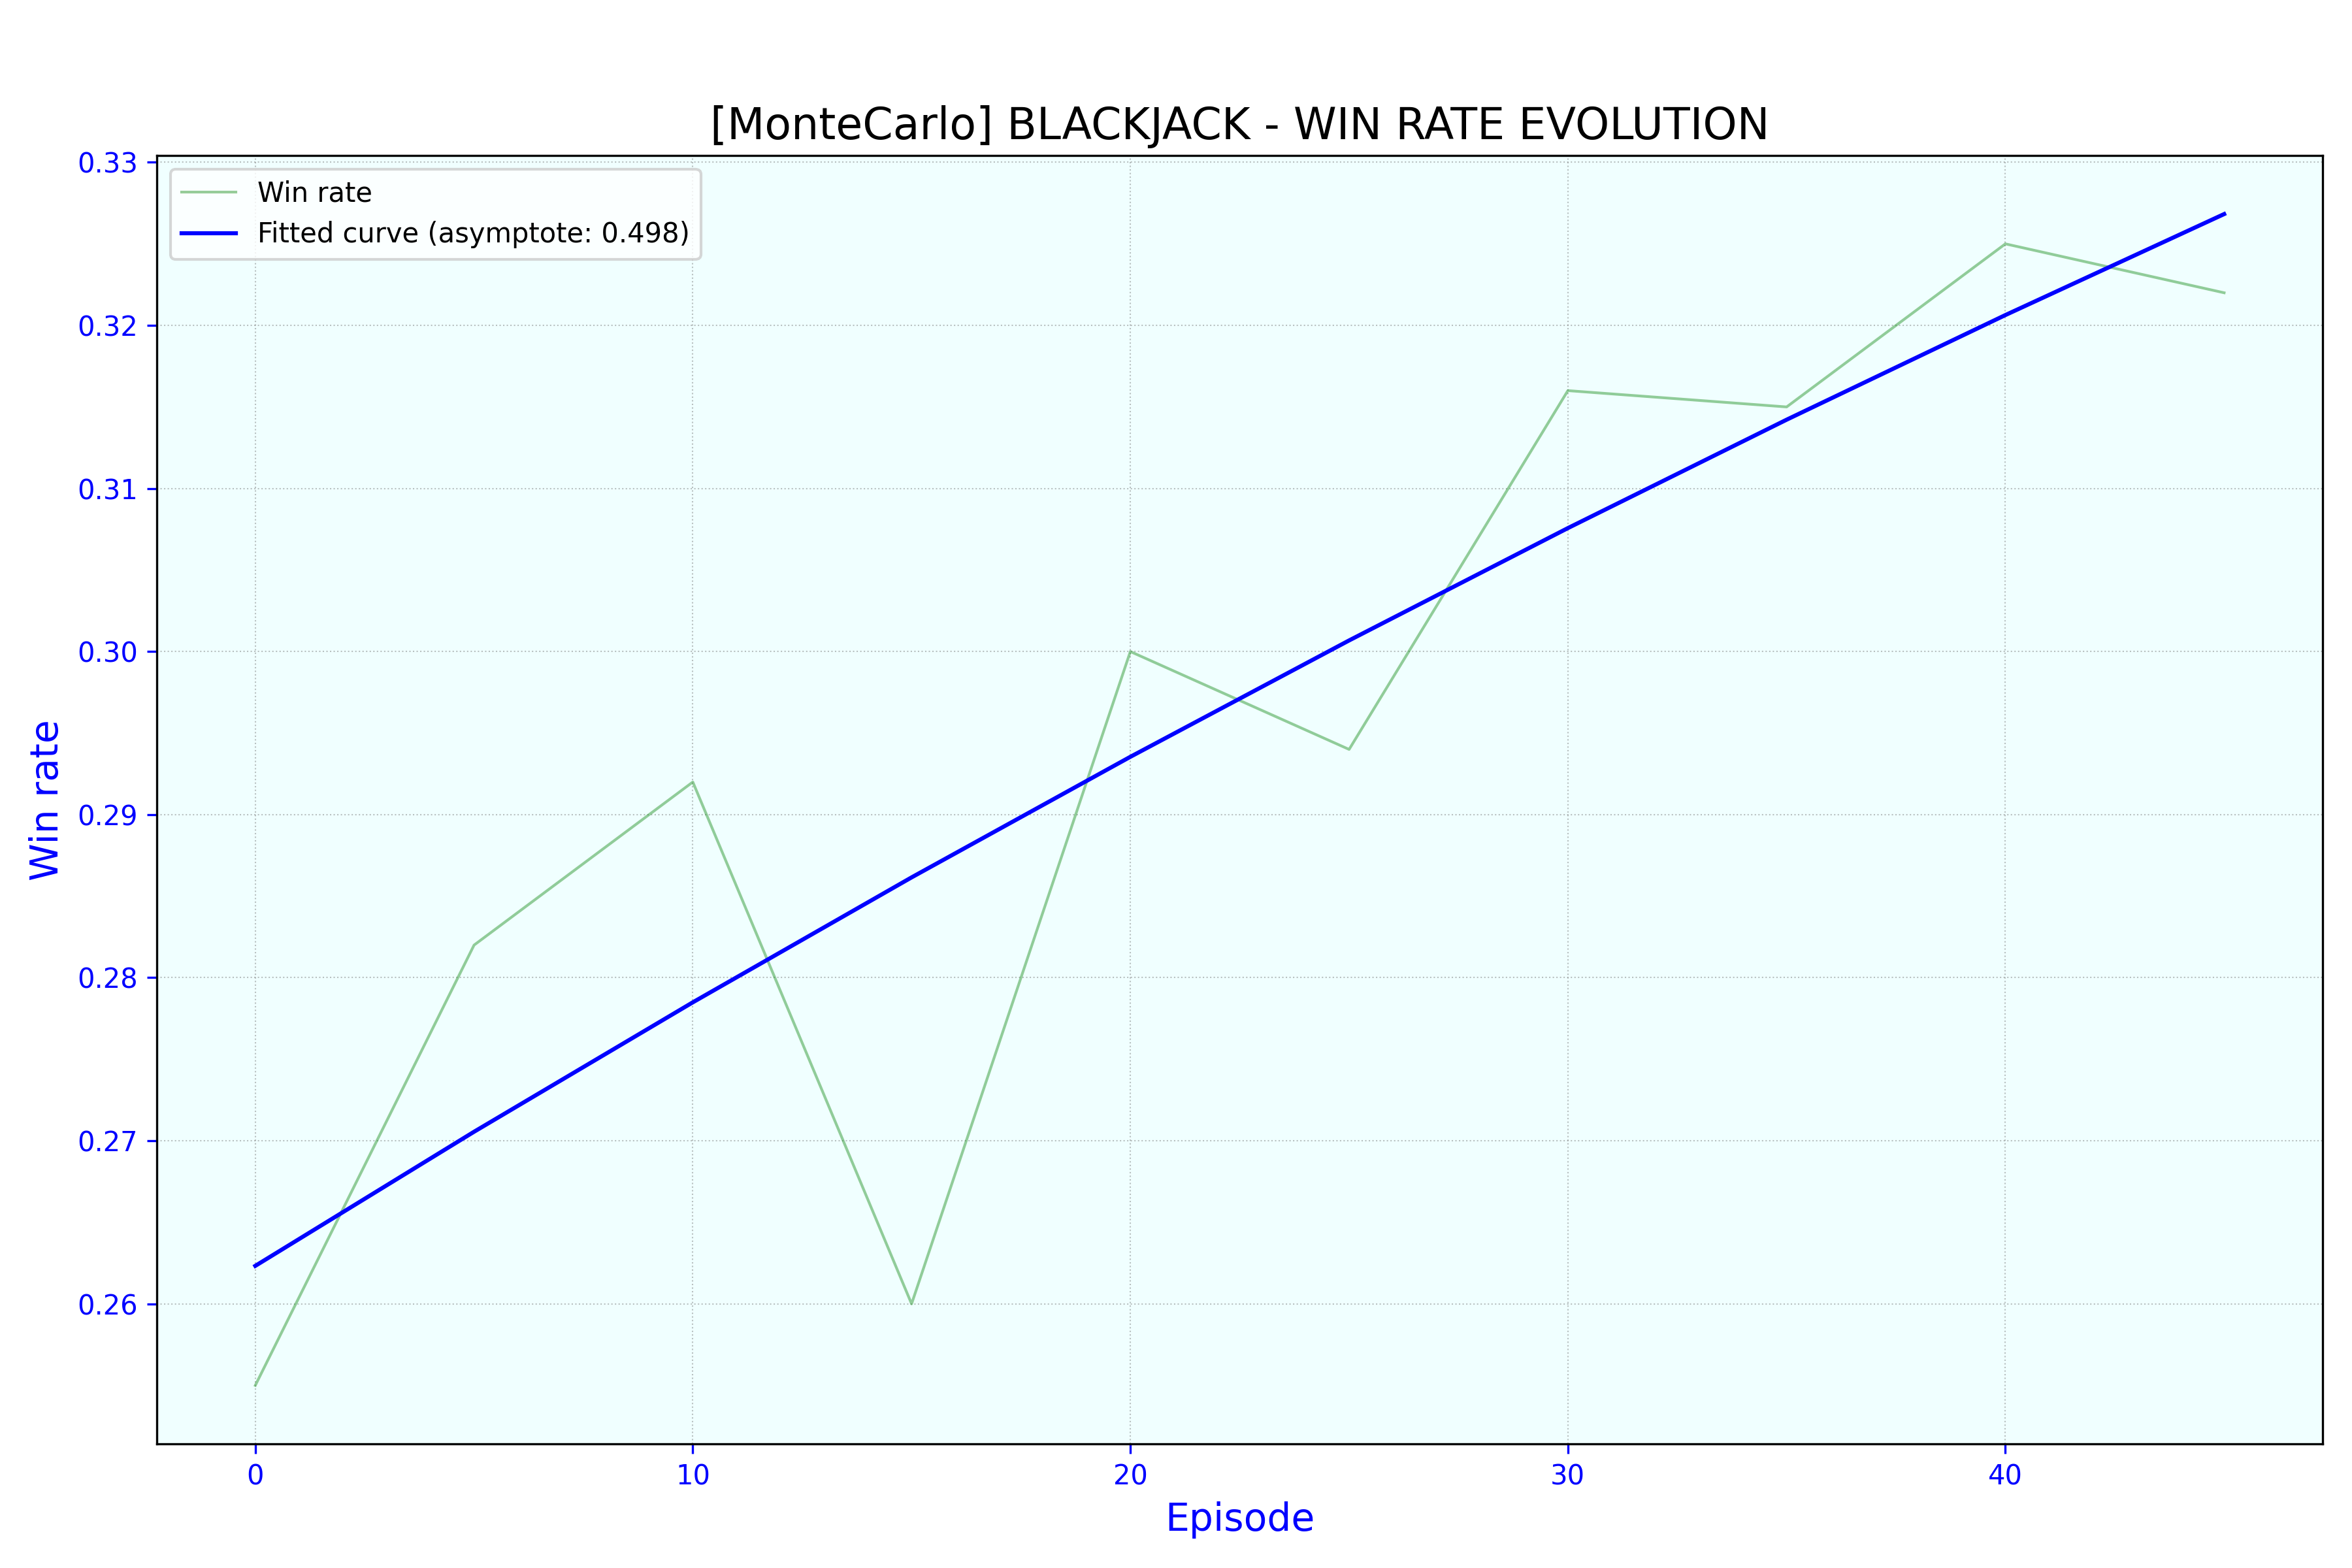 [MonteCarlo] BLACKJACK - WIN RATE EVOLUTION
Win rate
Fitted curve (asymptote: 0.498)
0.33
0.32
0.31
0.30
0.29
0.28
0.27
0.26
Win rate
0 10 20 30 40
Episode